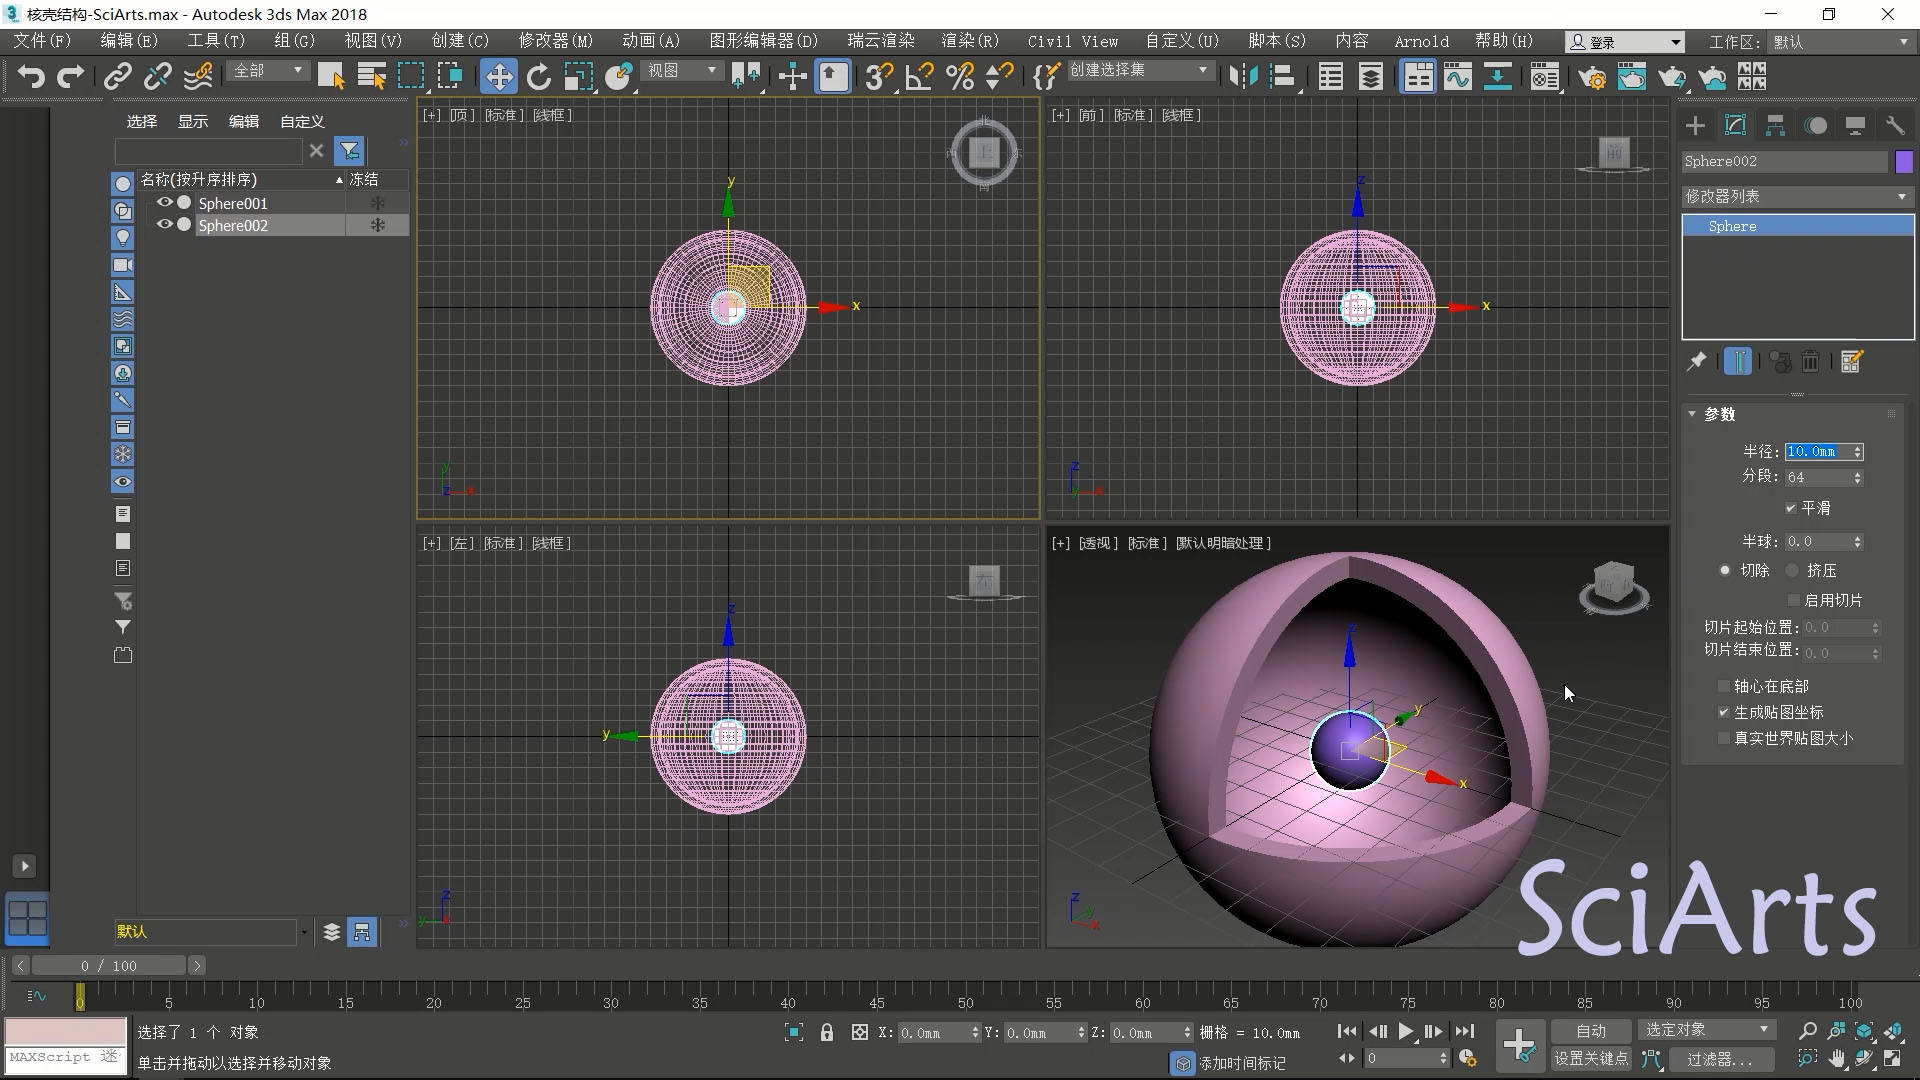 核壳结构-SciArts.max - Autodesk 3ds Max 2018
文件(F) 编辑(E) 工具(T) 组(G) 视图(V) 创建(C) 修改器(M) 动画(A) 图形编辑器(D) 瑞云渲染 渲染(R) Civil View 自定义(U) 脚本(S) 内容 Arnold 帮助(H) 登录 工作区: 默认
全部 视图 创建选择集
选择 显示 编辑 自定义
名称(按升序排序) 冻结
Sphere001
Sphere002
默认
[+] [顶] [标准] [线框]
北
东
南
上
y
x
y
z
x
[+] [前] [标准] [线框]
前
z
x
z
y
x
[+] [左] [标准] [线框]
左
z
y
z
y
x
[+] [透视] [标准] [默认明暗处理]
z
y
x
z
y
x
Sphere002
修改器列表
Sphere
参数
半径: 10.0mm
分段: 64
平滑
半球: 0.0
切除 挤压
启用切片
切片起始位置: 0.0
切片结束位置: 0.0
轴心在底部
生成贴图坐标
真实世界贴图大小
SciArts
0 / 100
0 5 10 15 20 25 30 35 40 45 50 55 60 65 70 75 80 85 90 95 100
选择了 1 个 对象
X: 0.0mm Y: 0.0mm Z: 0.0mm 栅格 = 10.0mm
自动 选定对象
MAXScript 迷
单击并拖动以选择并移动对象
添加时间标记
0
设置关键点 过滤器...